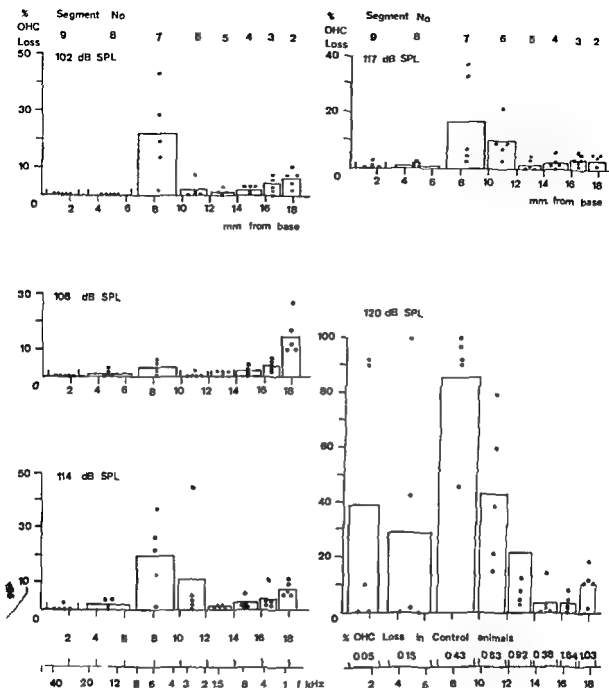 % Segment No
OHC
Loss 9 8 7 6 5 4 3 2
50 102 dB SPL
30
10
0
2 4 6 8 10 12 14 16 18
mm from base
% Segment No
OHC
Loss 9 8 7 6 5 4 3 2
40 117 dB SPL
20
0
2 4 6 8 10 12 14 16 18
mm from base
30 108 dB SPL
10
0
2 4 6 8 10 12 14 16 18
50 114 dB SPL
30
10
0
2 4 6 8 10 12 14 16 18
40 20 12 8 6 4 3 2 1.5 1 f kHz
100 120 dB SPL
80
60
40
20
% OHC Loss in Control animals
0.05 0.15 0.43 0.63 0.92 0.38 1.64 1.03
2 4 6 8 10 12 14 16 18